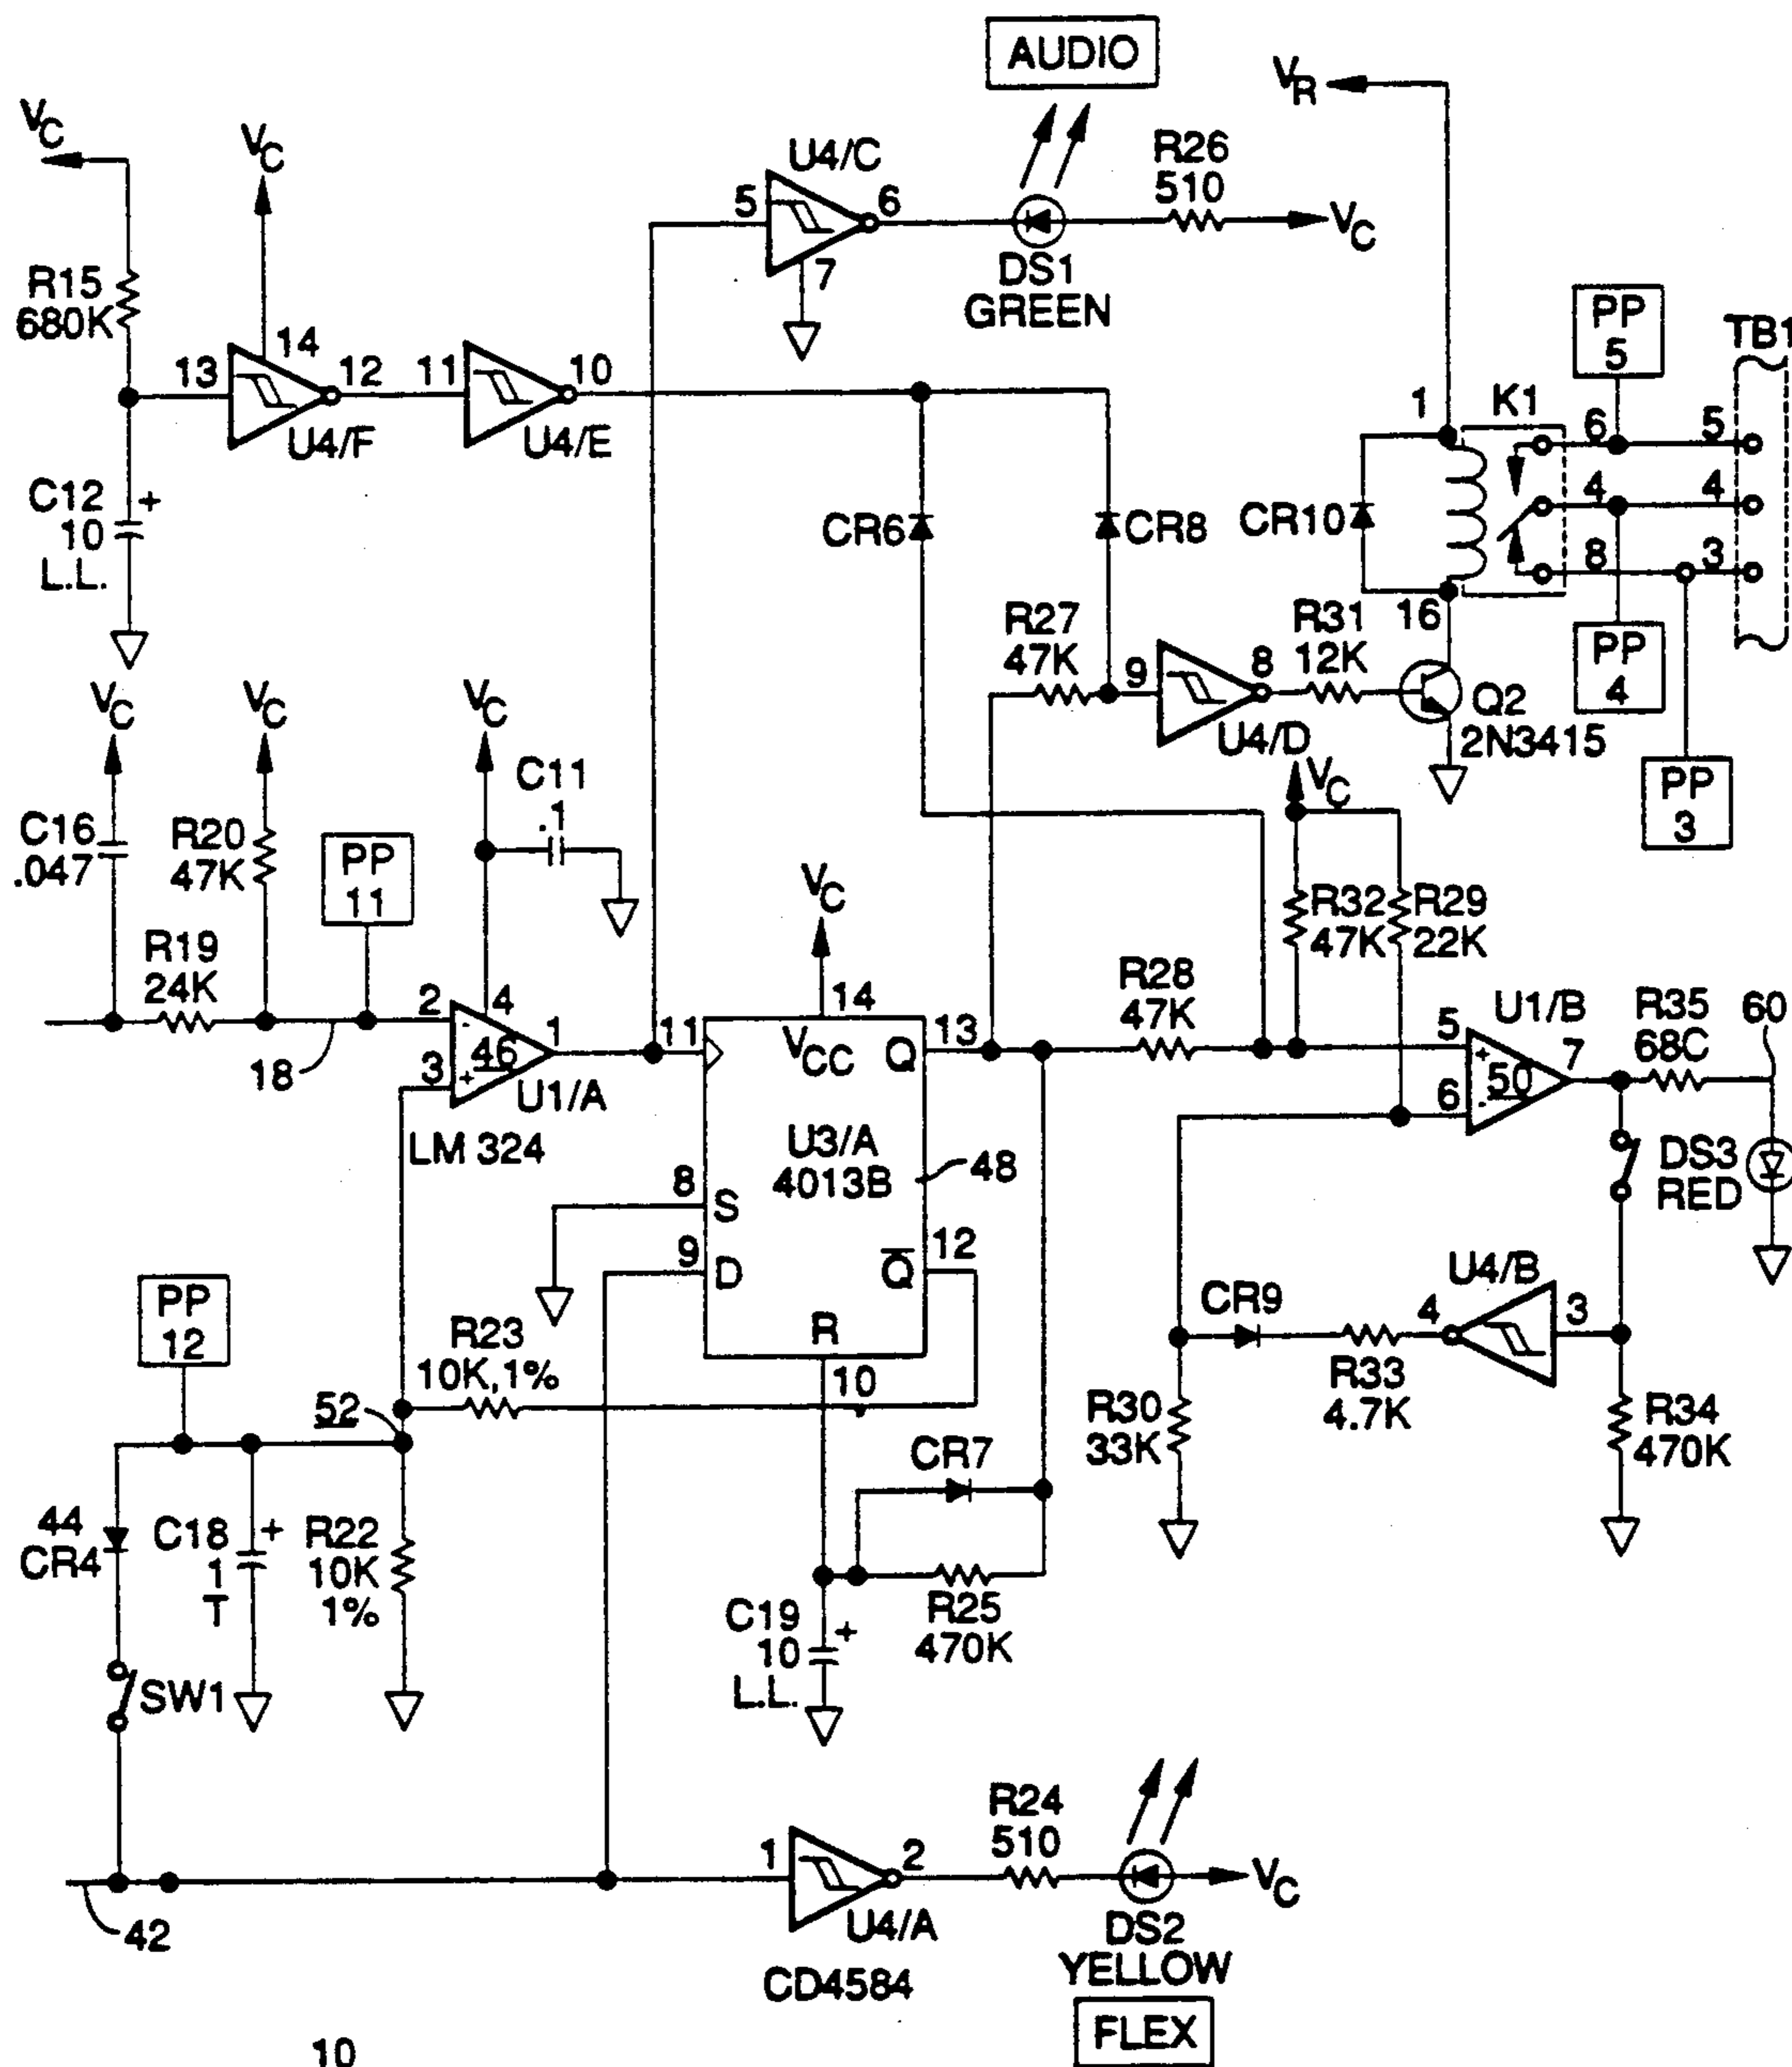 AUDIO
VR
VC
VC
U4/C
R26
510
5
6
VC
7
DS1
GREEN
R15
680K
14
13
12
11
10
U4/F
U4/E
PP
5
TB1
1
K1
6
5
4
4
8
3
16
C12
10
+
L.L.
CR6
CR8
CR10
R27
47K
9
8
R31
12K
U4/D
Q2
2N3415
PP
4
PP
3
VC
VC
VC
C16
.047
R20
47K
PP
11
C11
.1
VC
VC
R32
47K
R29
22K
R19
24K
18
2
-
4
3
+
46
1
U1/A
LM 324
11
14
VCC
Q
13
R28
47K
U1/B
5
+
50
6
-
7
R35
68C
60
U3/A
4013B
48
8
S
9
D
12
Q
R
10
DS3
RED
U4/B
CR9
4
3
R33
4.7K
R30
33K
R34
470K
PP
12
R23
10K, 1%
52
44
CR4
C18
1
T
+
R22
10K
1%
CR7
C19
10
L.L.
+
R25
470K
SW1
42
1
2
U4/A
CD4584
R24
510
VC
DS2
YELLOW
FLEX
10